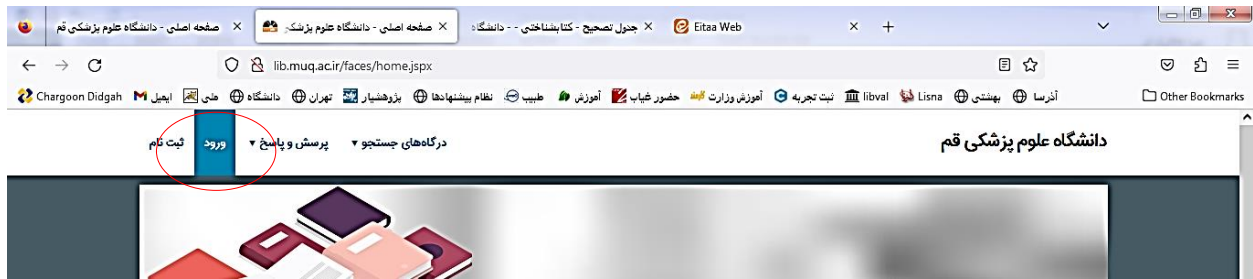 صفحه اصلی - دانشگاه علوم پزشکی قم
صفحه اصلی - دانشگاه علوم پزشکی
جدول تصحیح - کتابشناختی - - دانشگاه
Eitaa Web
lib.muq.ac.ir/faces/home.jspx
Chargoon Didgah ایمیل ملی دانشگاه تهران پژوهشیار نظام پیشنهادها طبیب آموزش حضور غیاب آموزش وزارت ثبت تجربه libval Lisna بهشتی آذرسا Other Bookmarks
دانشگاه علوم پزشکی قم
درگاه‌های جستجو پرسش و پاسخ ورود ثبت نام